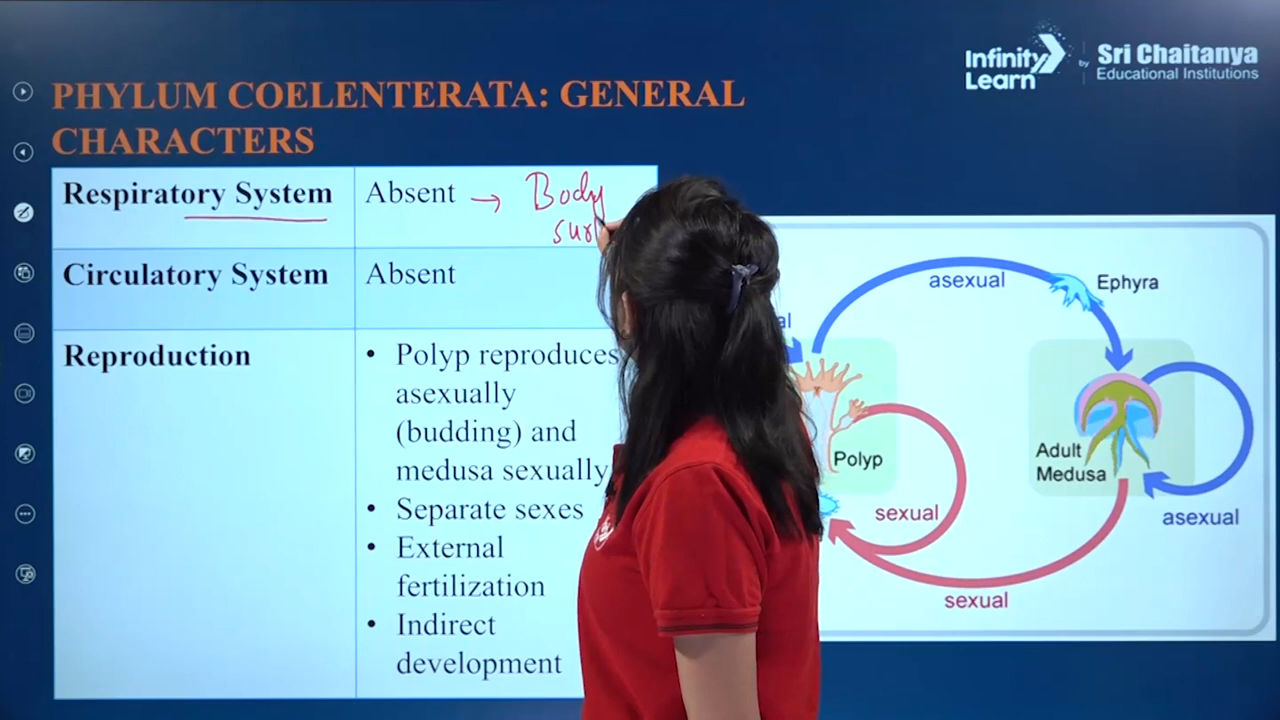 Infinity
Learn
by
Sri Chaitanya
Educational Institutions
PHYLUM COELENTERATA: GENERAL
CHARACTERS
Respiratory System
Absent → Body
Circulatory System
Absent
Reproduction
• Polyp reproduces
asexually
(budding) and
medusa sexually
• Separate sexes
• External
fertilization
• Indirect
development
asexual
Ephyra
Polyp
Adult
Medusa
sexual
asexual
sexual